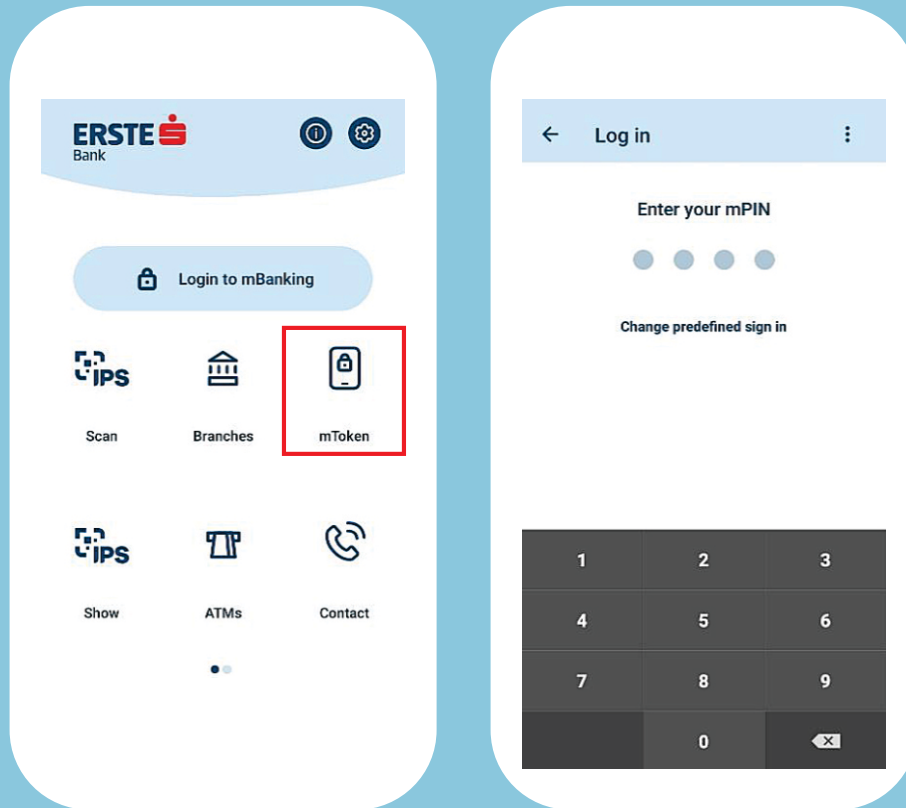 ERSTE
Bank
Login to mBanking
iPS
Scan
Branches
mToken
iPS
Show
ATMs
Contact
Log in
Enter your mPIN
Change predefined sign in
1 2 3
4 5 6
7 8 9
0